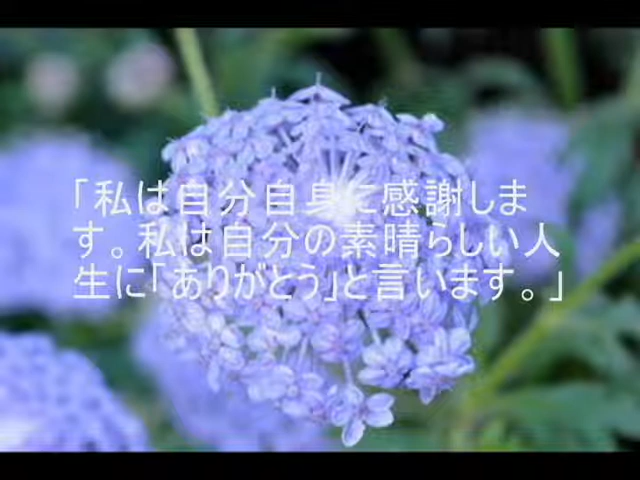 「私は自分自身に感謝しま
す。私は自分の素晴らしい人
生に「ありがとう」と言います。」